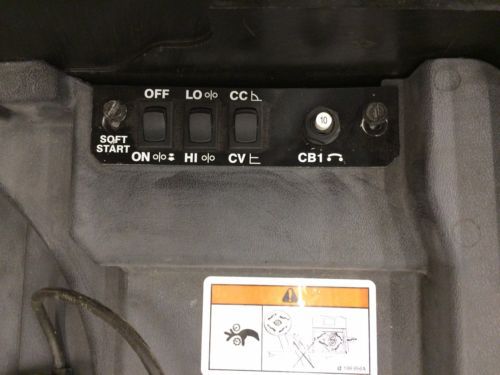 OFF LO CC
SOFT
START
10
ON HI CV CB1